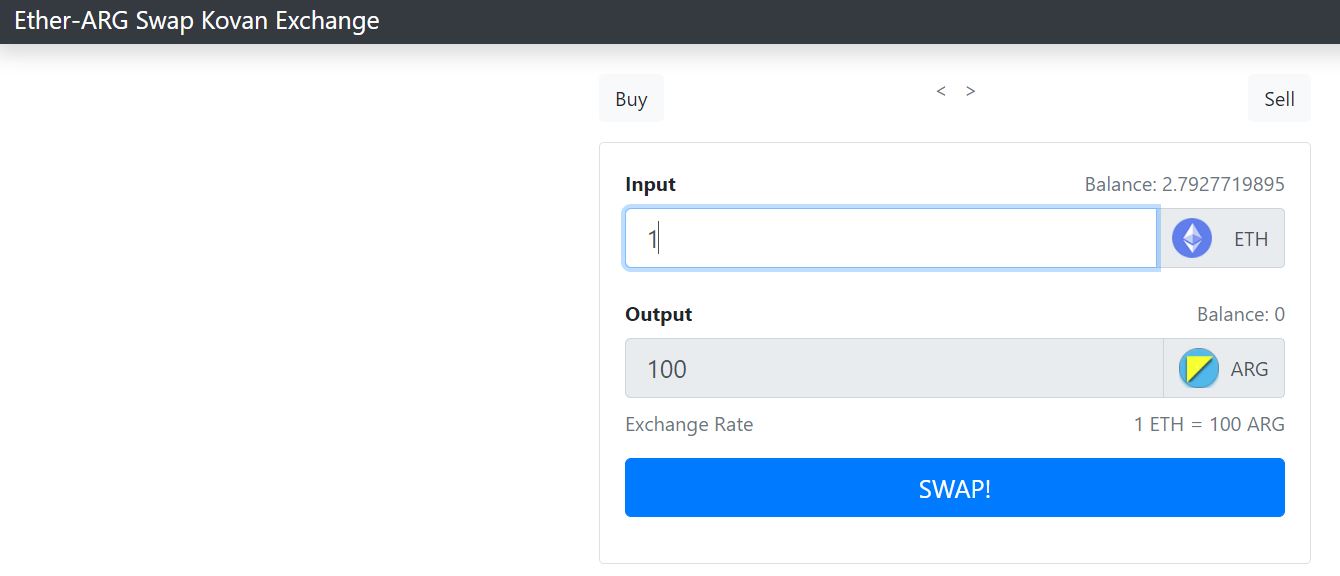 Ether-ARG Swap Kovan Exchange
Buy < > Sell
Input Balance: 2.7927719895
1 ETH
Output Balance: 0
100 ARG
Exchange Rate 1 ETH = 100 ARG
SWAP!